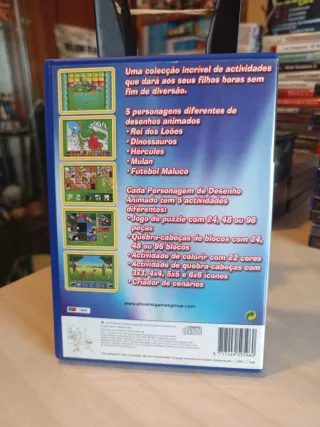 Uma colecção incrível de actividades
que dará aos seus filhos horas sem
fim de diversão.
5 personagens diferentes de
desenhos animados
• Rei dos Leões
• Dinossauros
• Hercules
• Mulan
• Futebol Maluco
Cada Personagem de Desenho
Animado tem 5 actividades
diferentes:
• Jogo de puzzle com 24, 48 ou 96
peças
• Quebra-cabeças de blocos com 24,
48 ou 96 blocos
• Actividade de colorir com 22 cores
• Actividade de quebra-cabeças com
3x3, 4x4, 5x5 e 6x6 ícones
• Criador de cenários
www.phoenixgamesgroup.com